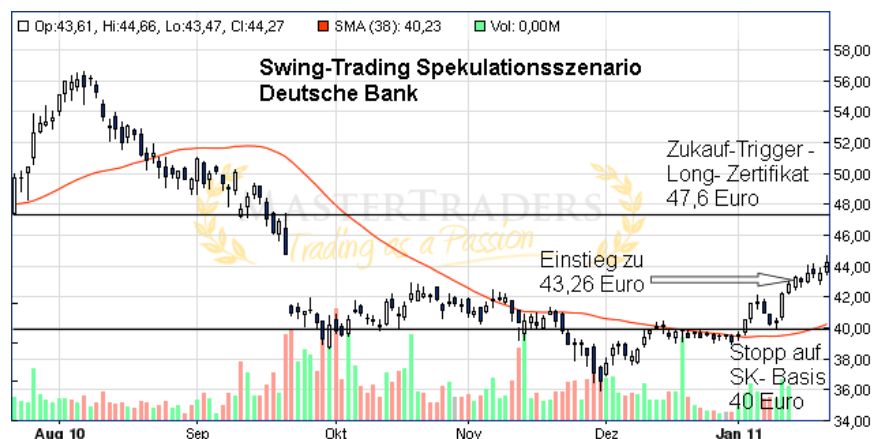 Op:43,61, Hi:44,66, Lo:43,47, Cl:44,27 SMA (38): 40,23 Vol: 0,00M
Swing-Trading Spekulationsszenario
Deutsche Bank
58,00
56,00
54,00
52,00
Zukauf-Trigger -
Long- Zertifikat
47,6 Euro
50,00
48,00
MASTERTRADERS
Trading as a Passion
46,00
Einstieg zu
43,26 Euro
44,00
42,00
40,00
Stopp auf
SK- Basis
40 Euro
38,00
36,00
34,00
Aug 10 Sep Okt Nov Dez Jan 11